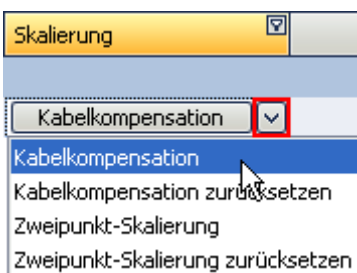 Skalierung
Kabelkompensation
Kabelkompensation
Kabelkompensation zurücksetzen
Zweipunkt-Skalierung
Zweipunkt-Skalierung zurücksetzen